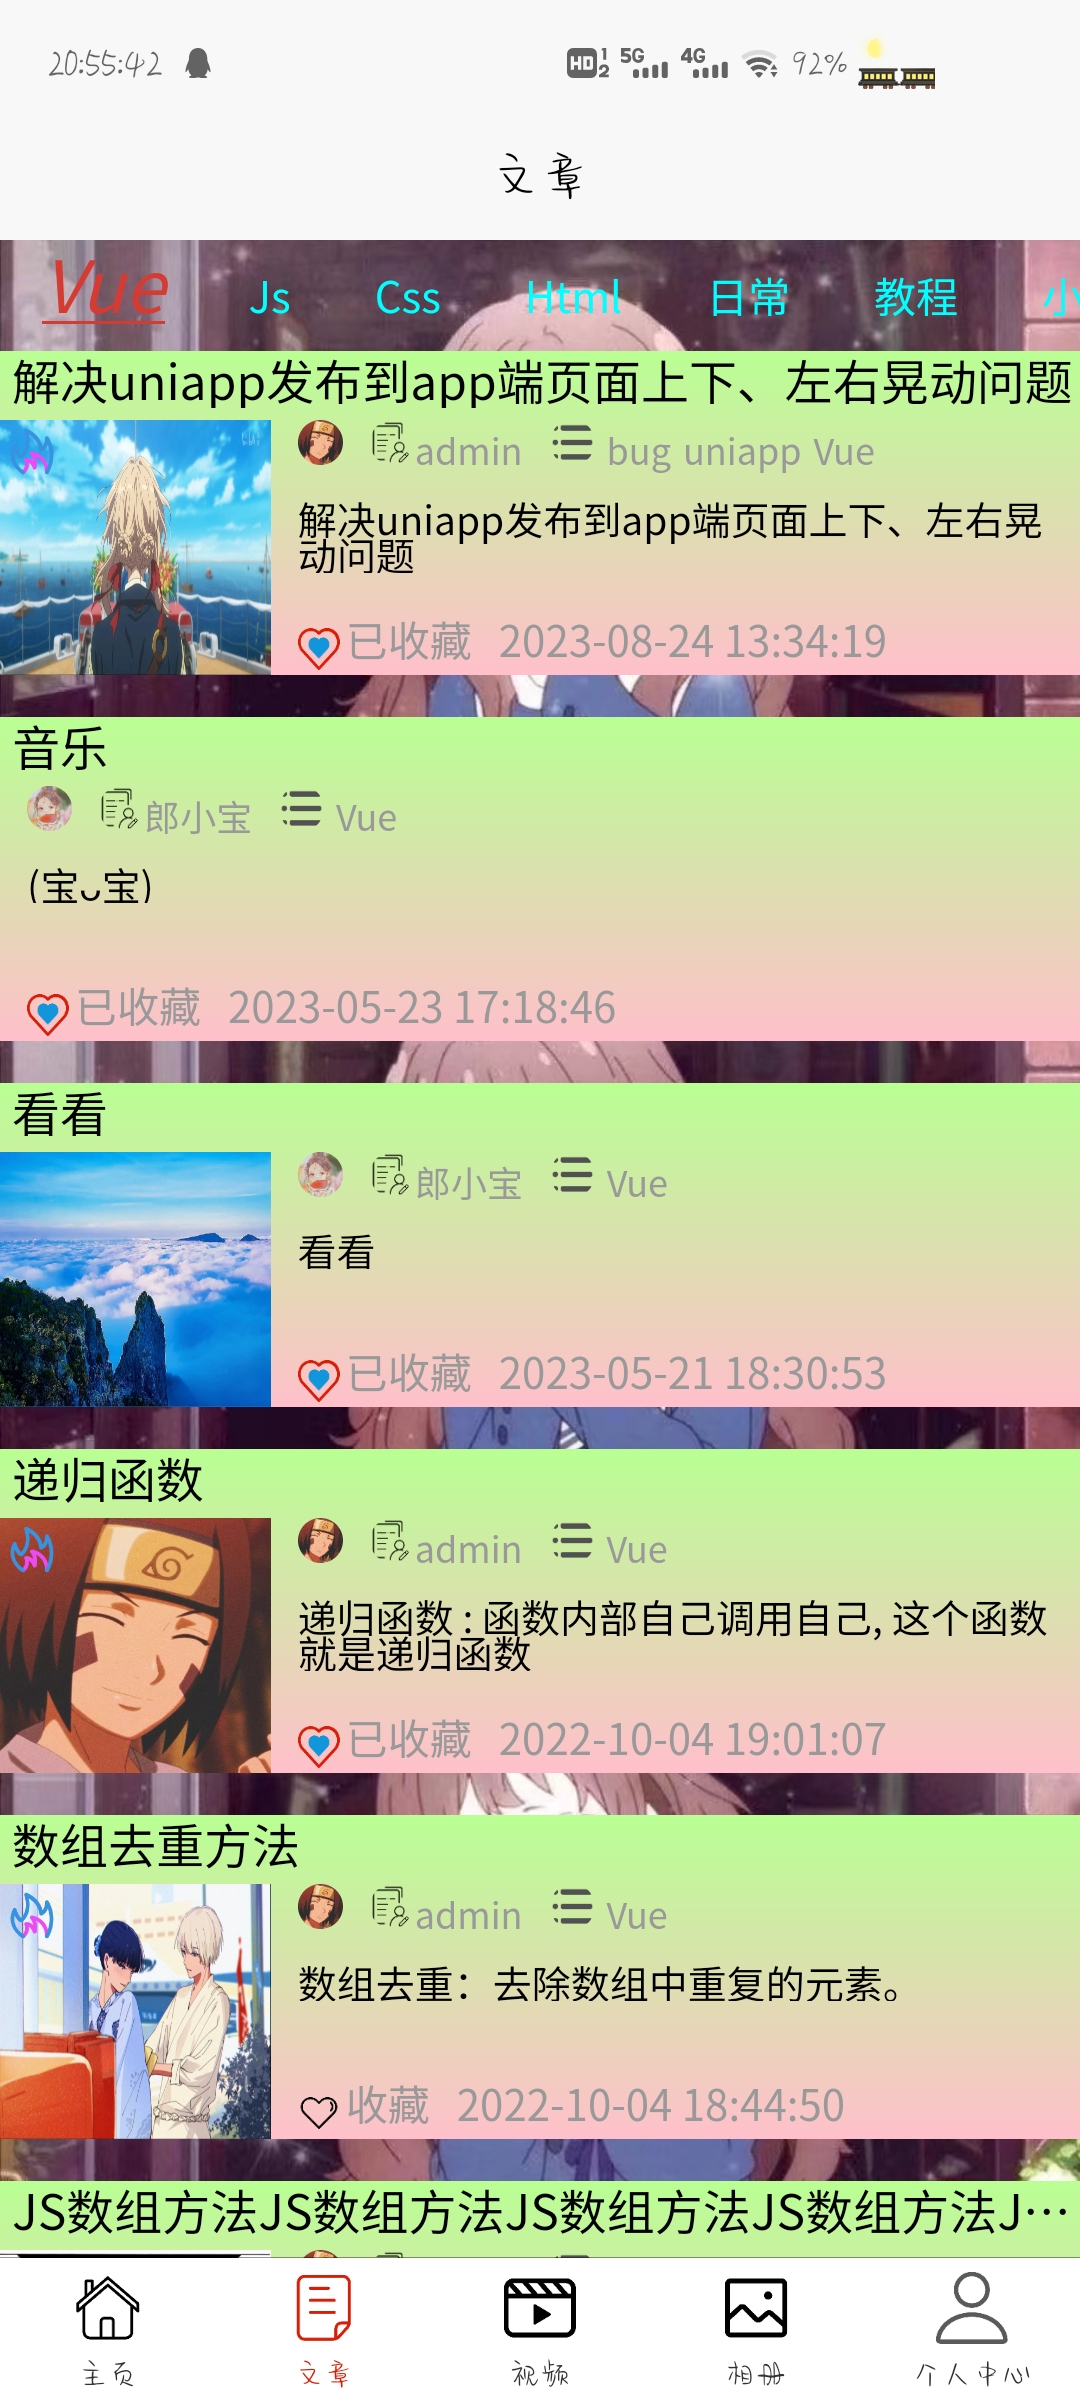 20:55:42 HD 1 2 5G 4G 92%
文章
Vue Js Css Html 日常 教程 小
解决uniapp发布到app端页面上下、左右晃动问题
admin bug uniapp Vue
解决uniapp发布到app端页面上下、左右晃
动问题
已收藏 2023-08-24 13:34:19
音乐
郎小宝 Vue
(宝ᴗ宝)
已收藏 2023-05-23 17:18:46
看看
郎小宝 Vue
看看
已收藏 2023-05-21 18:30:53
递归函数
admin Vue
递归函数 : 函数内部自己调用自己, 这个函数
就是递归函数
已收藏 2022-10-04 19:01:07
数组去重方法
admin Vue
数组去重：去除数组中重复的元素。
收藏 2022-10-04 18:44:50
JS数组方法JS数组方法JS数组方法JS数组方法J…
主页 文章 视频 相册 个人中心